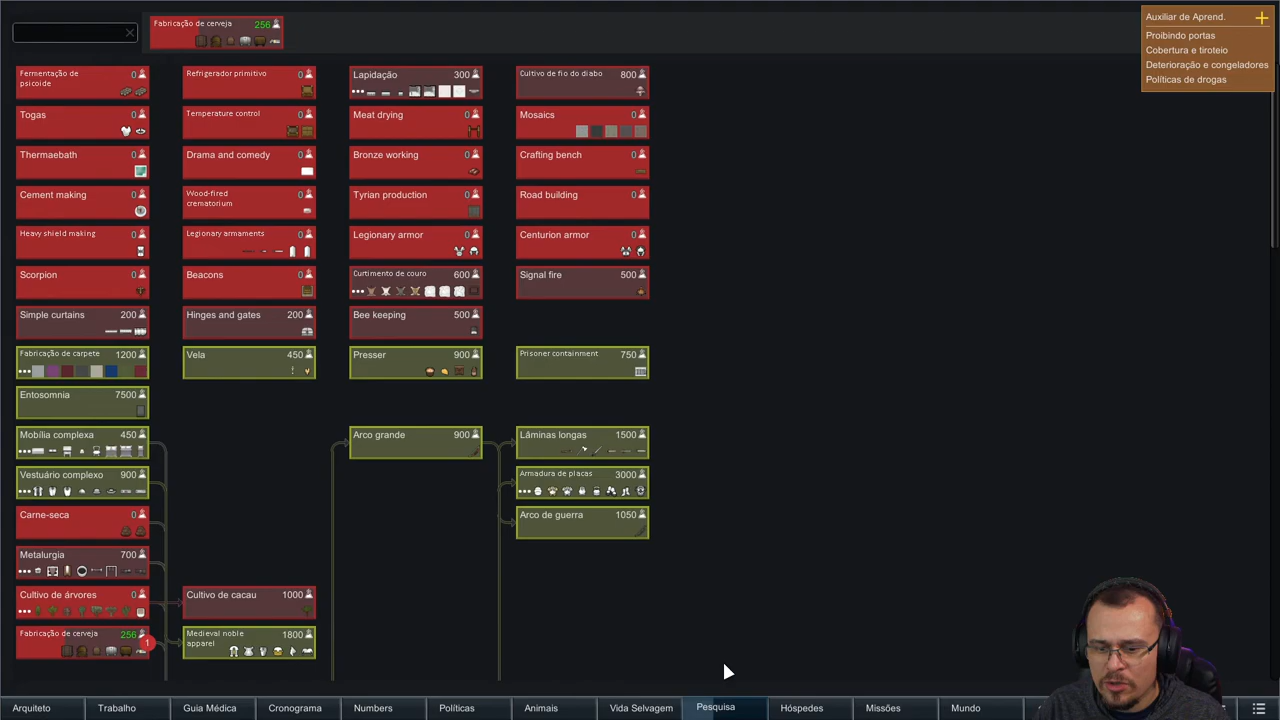 Fabricação de cerveja 256
Auxiliar de Aprend.
Proibindo portas
Cobertura e tiroteio
Deterioração e congeladores
Políticas de drogas
Fermentação de psicoide 0
Refrigerador primitivo 0
Lapidação 300
Cultivo de fio do diabo 800
Togas 0
Temperature control 0
Meat drying 0
Mosaics 0
Thermaebath 0
Drama and comedy 0
Bronze working 0
Crafting bench 0
Cement making 0
Wood-fired crematorium 0
Tyrian production 0
Road building 0
Heavy shield making 0
Legionary armaments 0
Legionary armor 0
Centurion armor 0
Scorpion 0
Beacons 0
Curtimento de couro 600
Signal fire 500
Simple curtains 200
Hinges and gates 200
Bee keeping 500
Fabricação de carpete 1200
Vela 450
Presser 900
Prisoner containment 750
Entosomnia 7500
Mobília complexa 450
Arco grande 900
Lâminas longas 1500
Vestuário complexo 900
Armadura de placas 3000
Carne-seca 0
Arco de guerra 1050
Metalurgia 700
Cultivo de árvores 0
Cultivo de cacau 1000
Fabricação de cerveja 256
1
Medieval noble apparel 1800
Arquiteto
Trabalho
Guia Médica
Cronograma
Numbers
Políticas
Animais
Vida Selvagem
Pesquisa
Hóspedes
Missões
Mundo